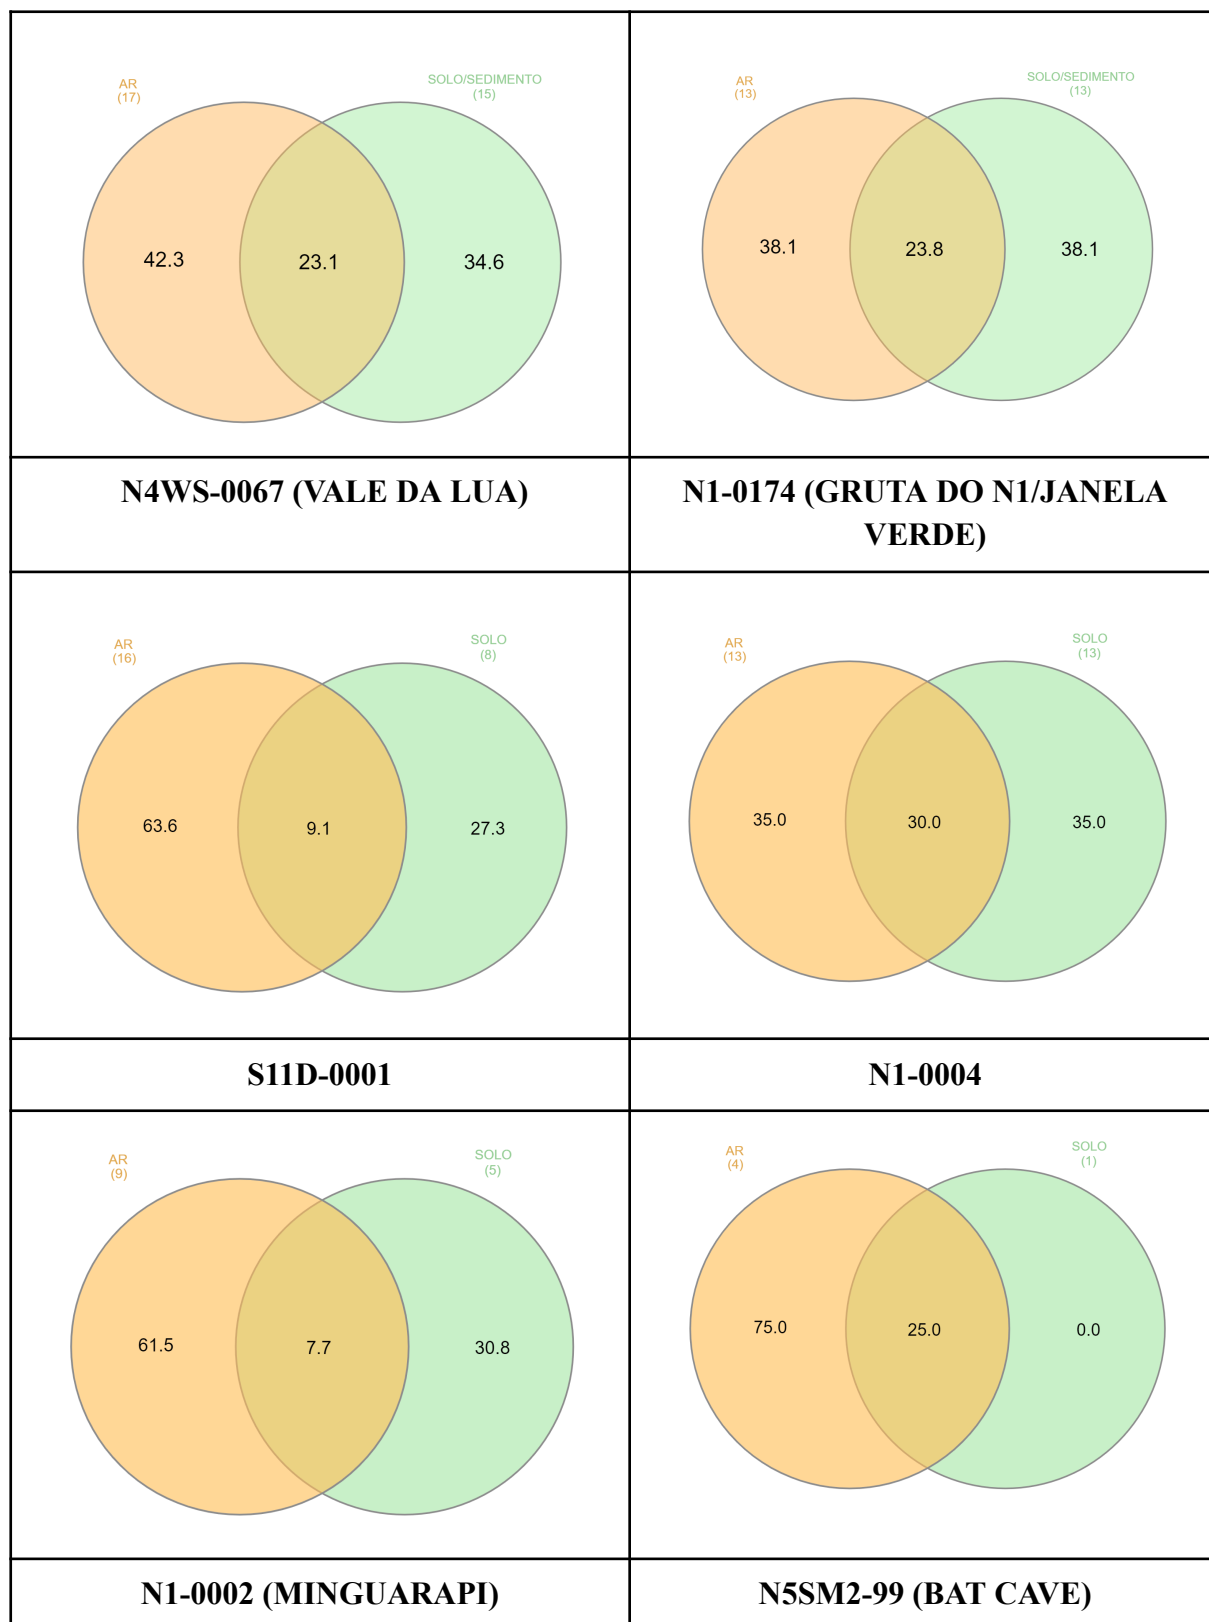 AR
(17)
SOLO/SEDIMENTO
(15)
42.3
23.1
34.6
AR
(13)
SOLO/SEDIMENTO
(13)
38.1
23.8
38.1
N4WS-0067 (VALE DA LUA)
N1-0174 (GRUTA DO N1/JANELA
VERDE)
AR
(16)
SOLO
(8)
63.6
9.1
27.3
AR
(13)
SOLO
(13)
35.0
30.0
35.0
S11D-0001
N1-0004
AR
(9)
SOLO
(5)
61.5
7.7
30.8
AR
(4)
SOLO
(1)
75.0
25.0
0.0
N1-0002 (MINGUARAPI)
N5SM2-99 (BAT CAVE)